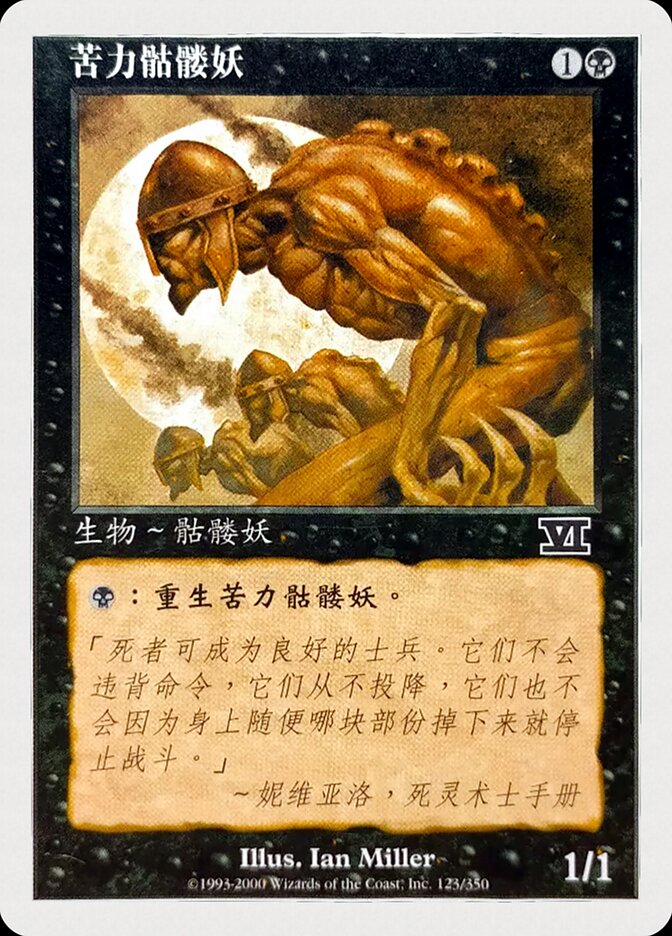 苦力骷髅妖
1
生物～骷髅妖
VI
：重生苦力骷髅妖。
「死者可成为良好的士兵。它们不会
违背命令，它们从不投降，它们也不
会因为身上随便哪块部份掉下来就停
止战斗。」
～妮维亚洛，死灵术士手册
Illus. Ian Miller
1/1
©1993-2000 Wizards of the Coast, Inc. 123/350